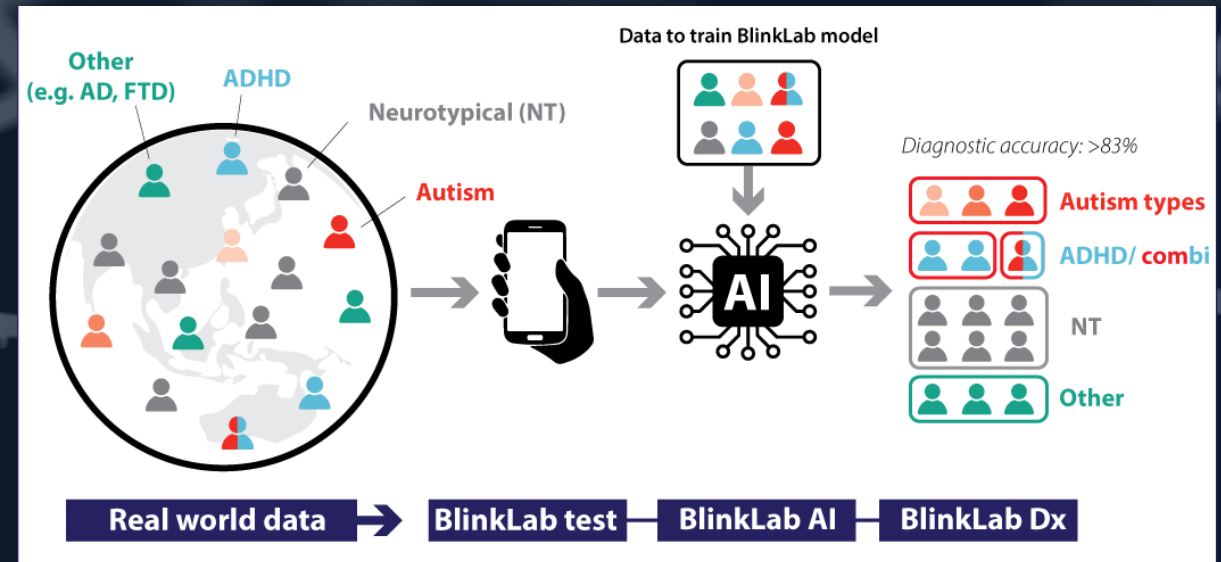 Data to train BlinkLab model
Other
(e.g. AD, FTD)
ADHD
Neurotypical (NT)
Autism
AI
Diagnostic accuracy: >83%
Autism types
ADHD/ combi
NT
Other
Real world data
BlinkLab test
BlinkLab AI
BlinkLab Dx